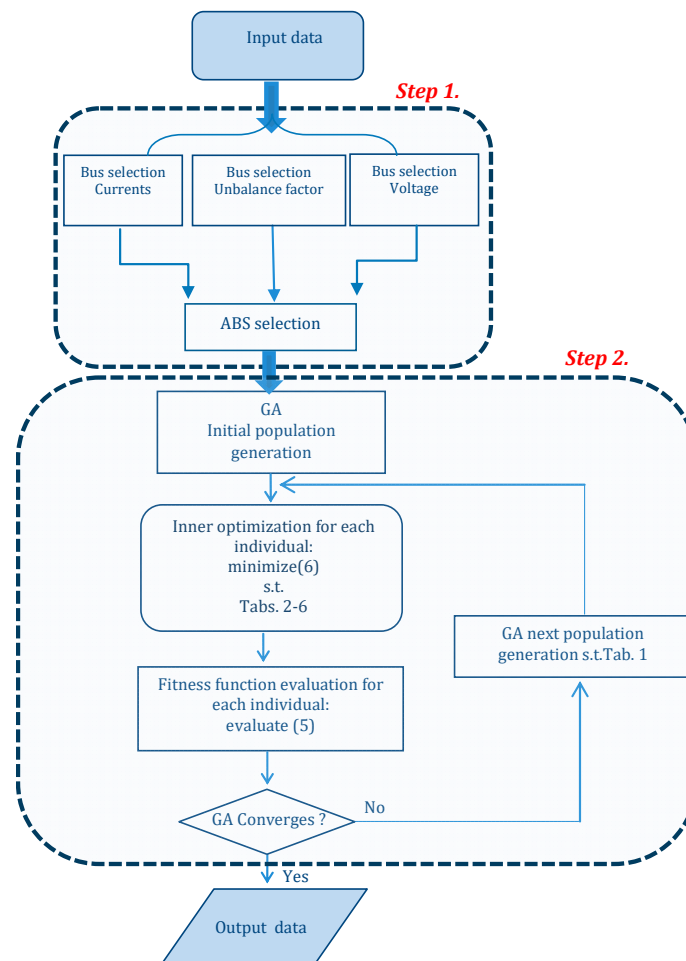 Input data
Step 1.
Bus selection
Currents
Bus selection
Unbalance factor
Bus selection
Voltage
ABS selection
Step 2.
GA
Initial population
generation
Inner optimization for each
individual:
minimize(6)
s.t.
Tabs. 2-6
GA next population
generation s.t.Tab. 1
Fitness function evaluation for
each individual:
evaluate (5)
GA Converges ?
No
Yes
Output data